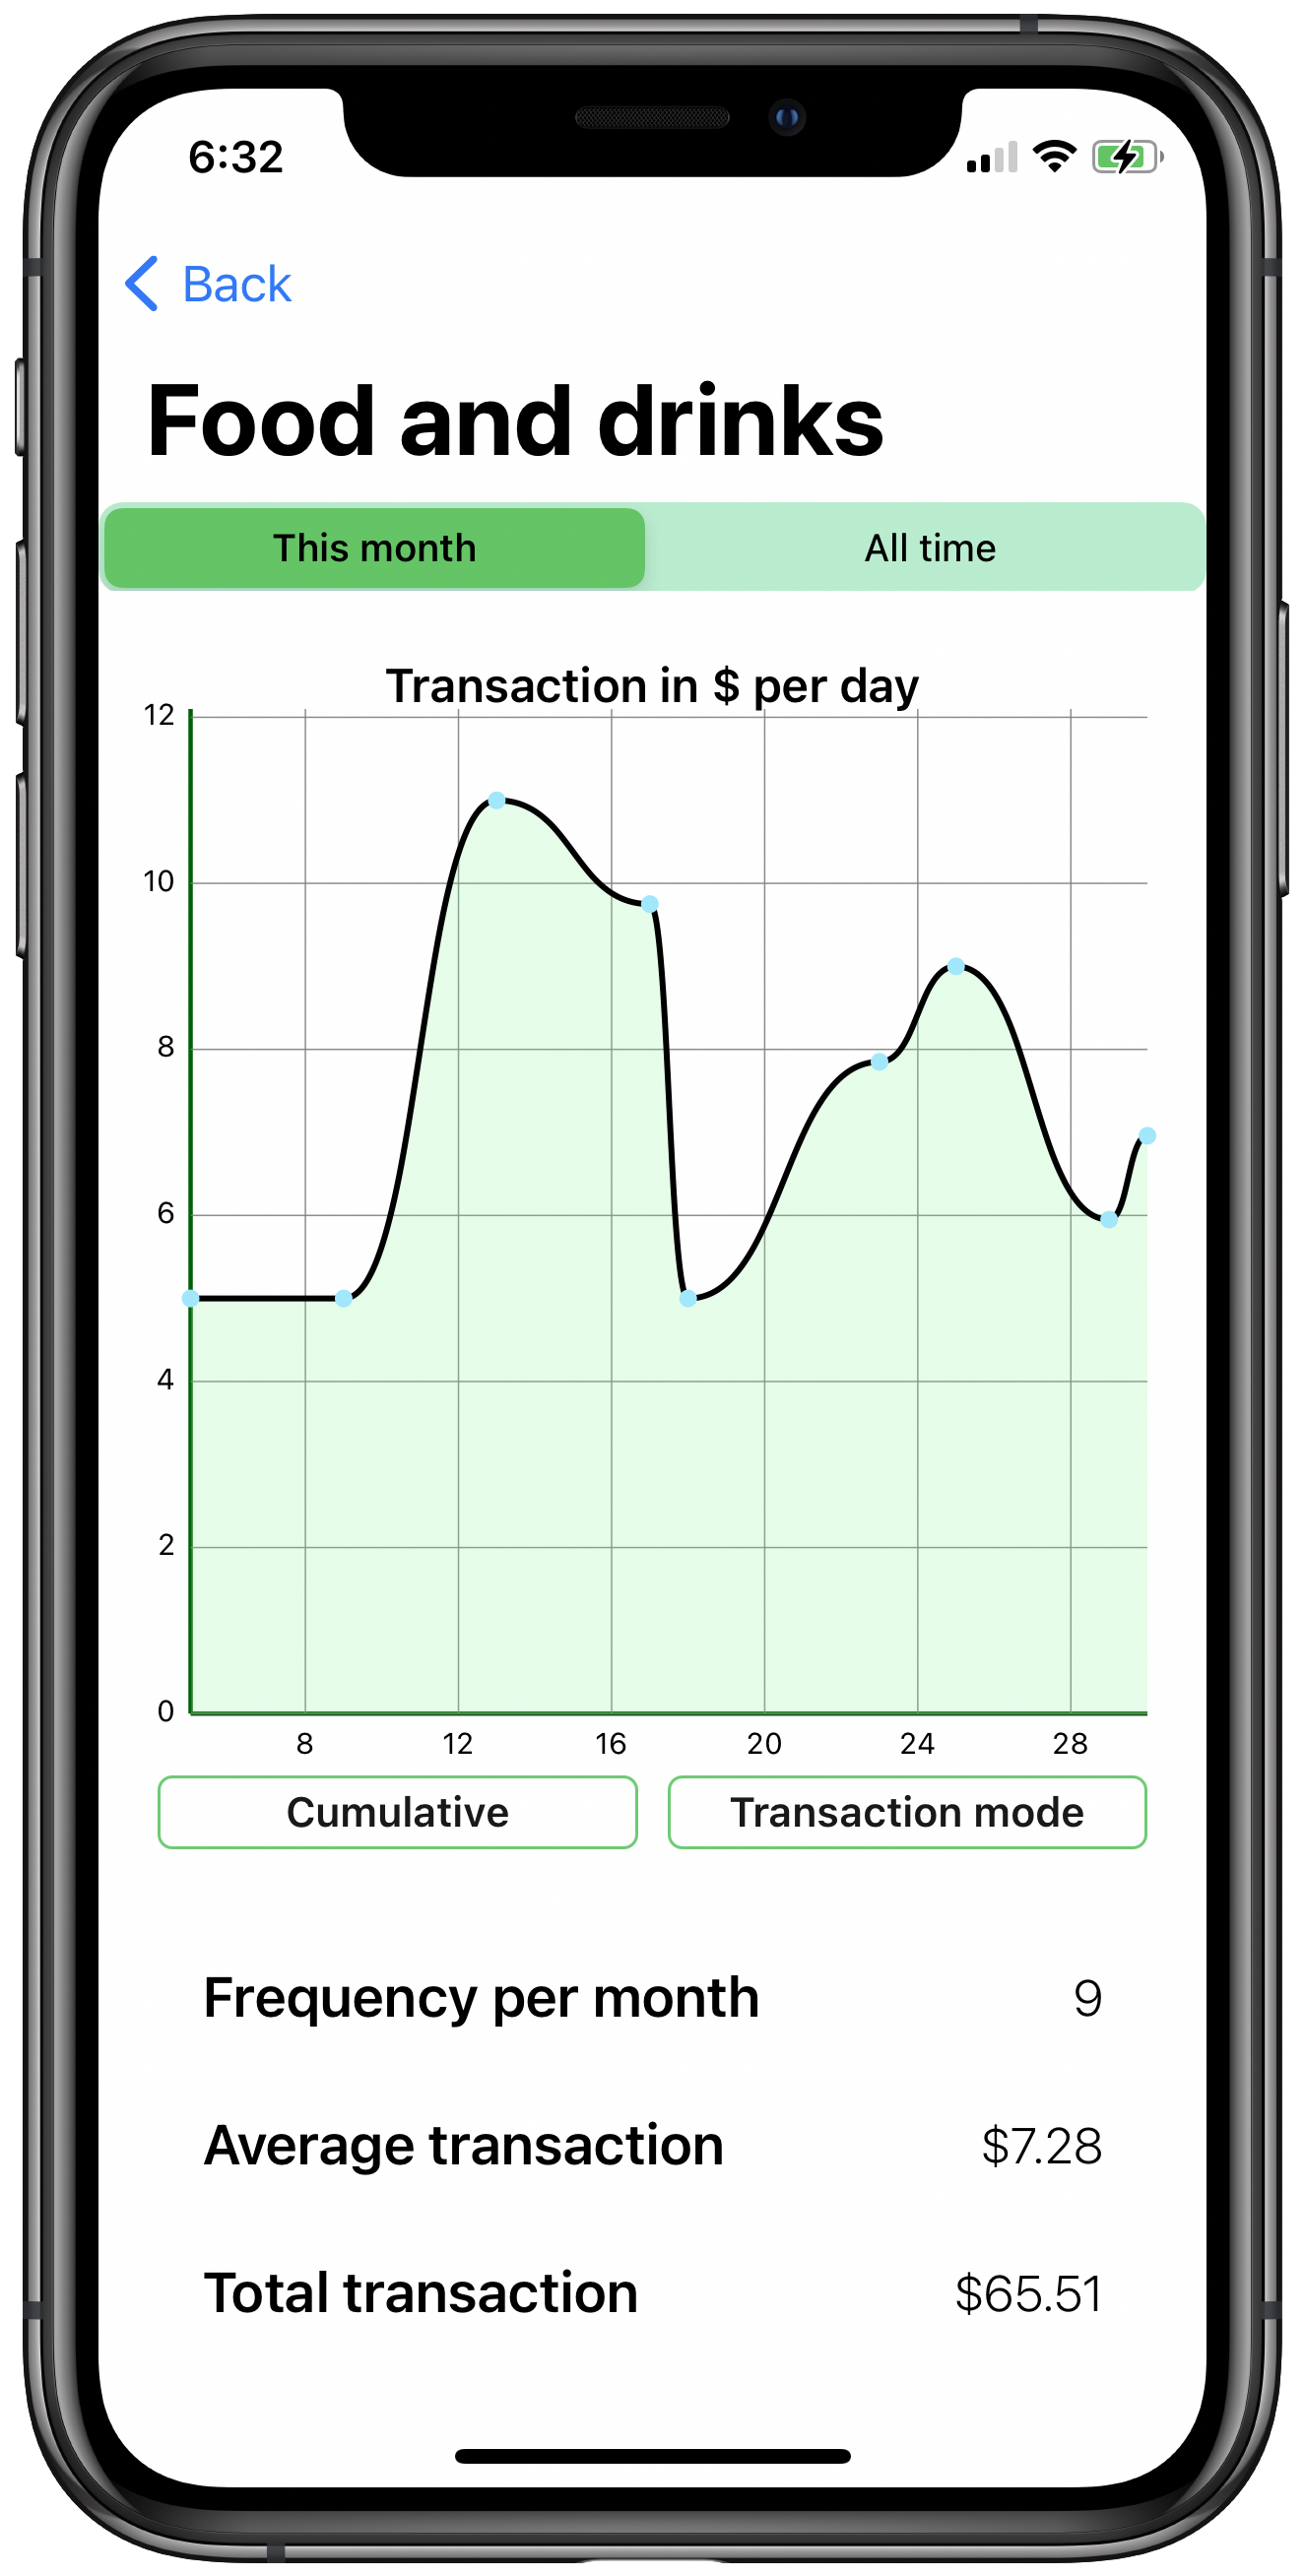 6:32
Back
Food and drinks
This month All time
Transaction in $ per day
12
10
8
6
4
2
0
8 12 16 20 24 28
Cumulative Transaction mode
Frequency per month 9
Average transaction $7.28
Total transaction $65.51